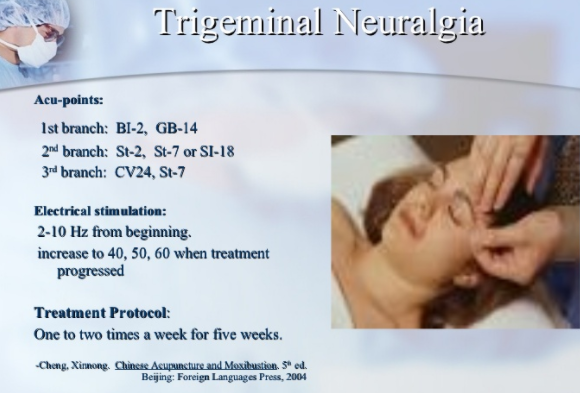 Trigeminal Neuralgia
Acu-points:
1st branch: BI-2, GB-14
2nd branch: St-2, St-7 or SI-18
3rd branch: CV24, St-7
Electrical stimulation:
2-10 Hz from beginning.
increase to 40, 50, 60 when treatment
progressed
Treatment Protocol:
One to two times a week for five weeks.
-Cheng, Xinnong. Chinese Acupuncture and Moxibustion. 5th ed.
Beijing: Foreign Languages Press, 2004